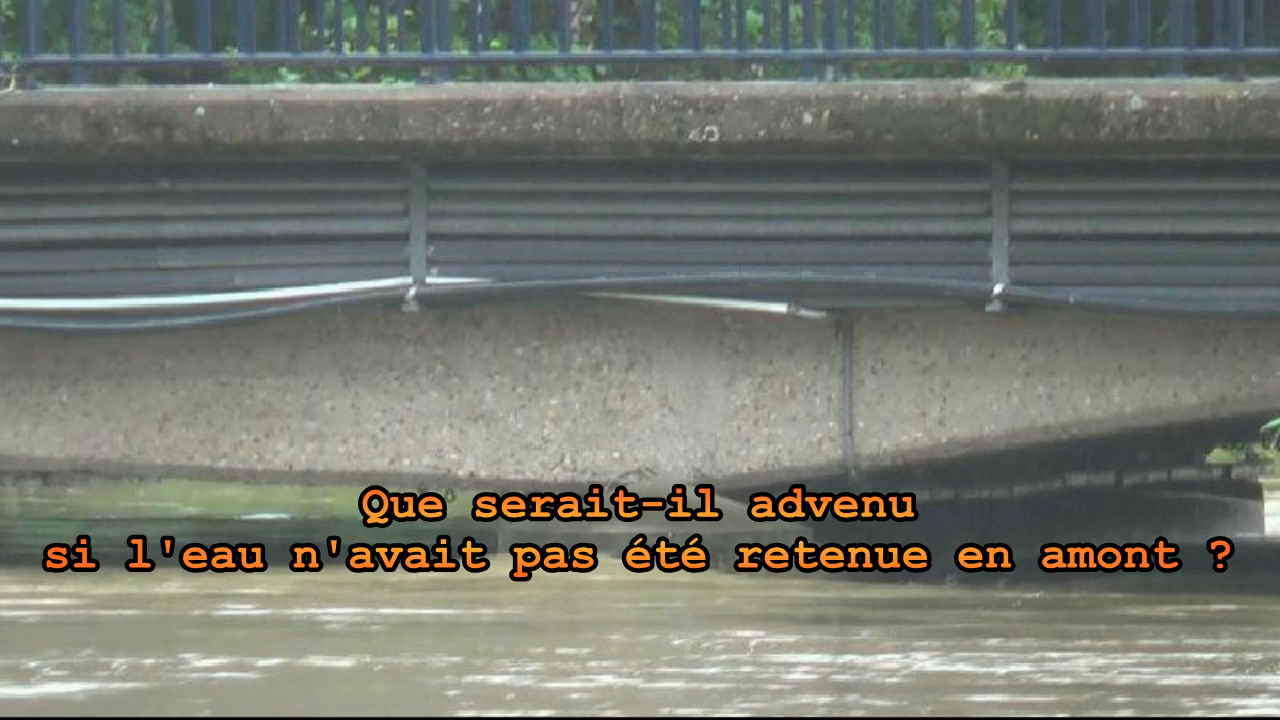 Que serait-il advenu
si l'eau n'avait pas été retenue en amont ?